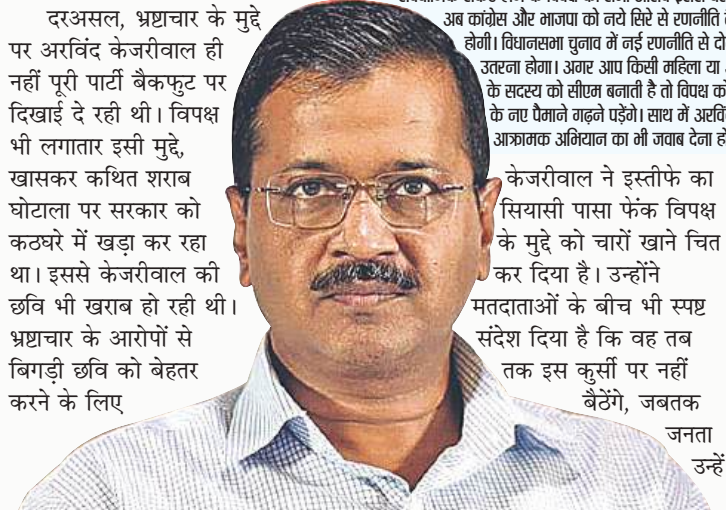 दरअसल, भ्रष्टाचार के मुद्दे
पर अरविंद केजरीवाल ही
नहीं पूरी पार्टी बैकफुट पर
दिखाई दे रही थी। विपक्ष
भी लगातार इसी मुद्दे,
खासकर कथित शराब
घोटाला पर सरकार को
कठघरे में खड़ा कर रहा
था। इससे केजरीवाल की
छवि भी खराब हो रही थी।
भ्रष्टाचार के आरोपों से
बिगड़ी छवि को बेहतर
करने के लिए
अब कांग्रेस और भाजपा को नये सिरे से रणनीति
होगी। विधानसभा चुनाव में नई रणनीति से
उतरना होगा। अगर आप किसी महिला या
के सदस्य को सीएम बनाती है तो विपक्ष
के नए पैमाने गढ़ने पड़ेंगे। साथ में
आक्रामक अभियान का भी जवाब देना
केजरीवाल ने इस्तीफे का
सियासी पासा फेंक विपक्ष
के मुद्दे को चारों खाने चित
कर दिया है। उन्होंने
मतदाताओं के बीच भी स्पष्ट
संदेश दिया है कि वह तब
तक इस कुर्सी पर नहीं
बैठेंगे, जबतक
जनता
उन्हें